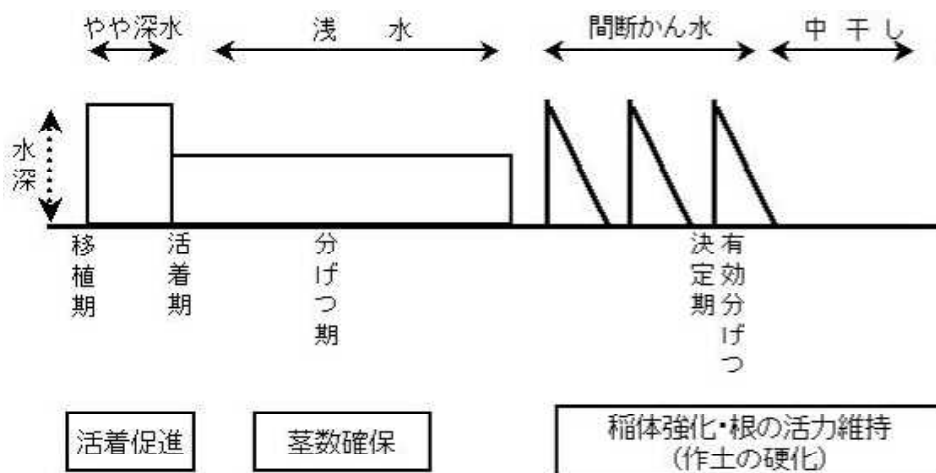 やや深水
浅 水
間断かん水
中 干 し
水深
移植期
活着期
分げつ期
有効分げつ
決定期
活着促進
茎数確保
稲体強化・根の活力維持
(作土の硬化)